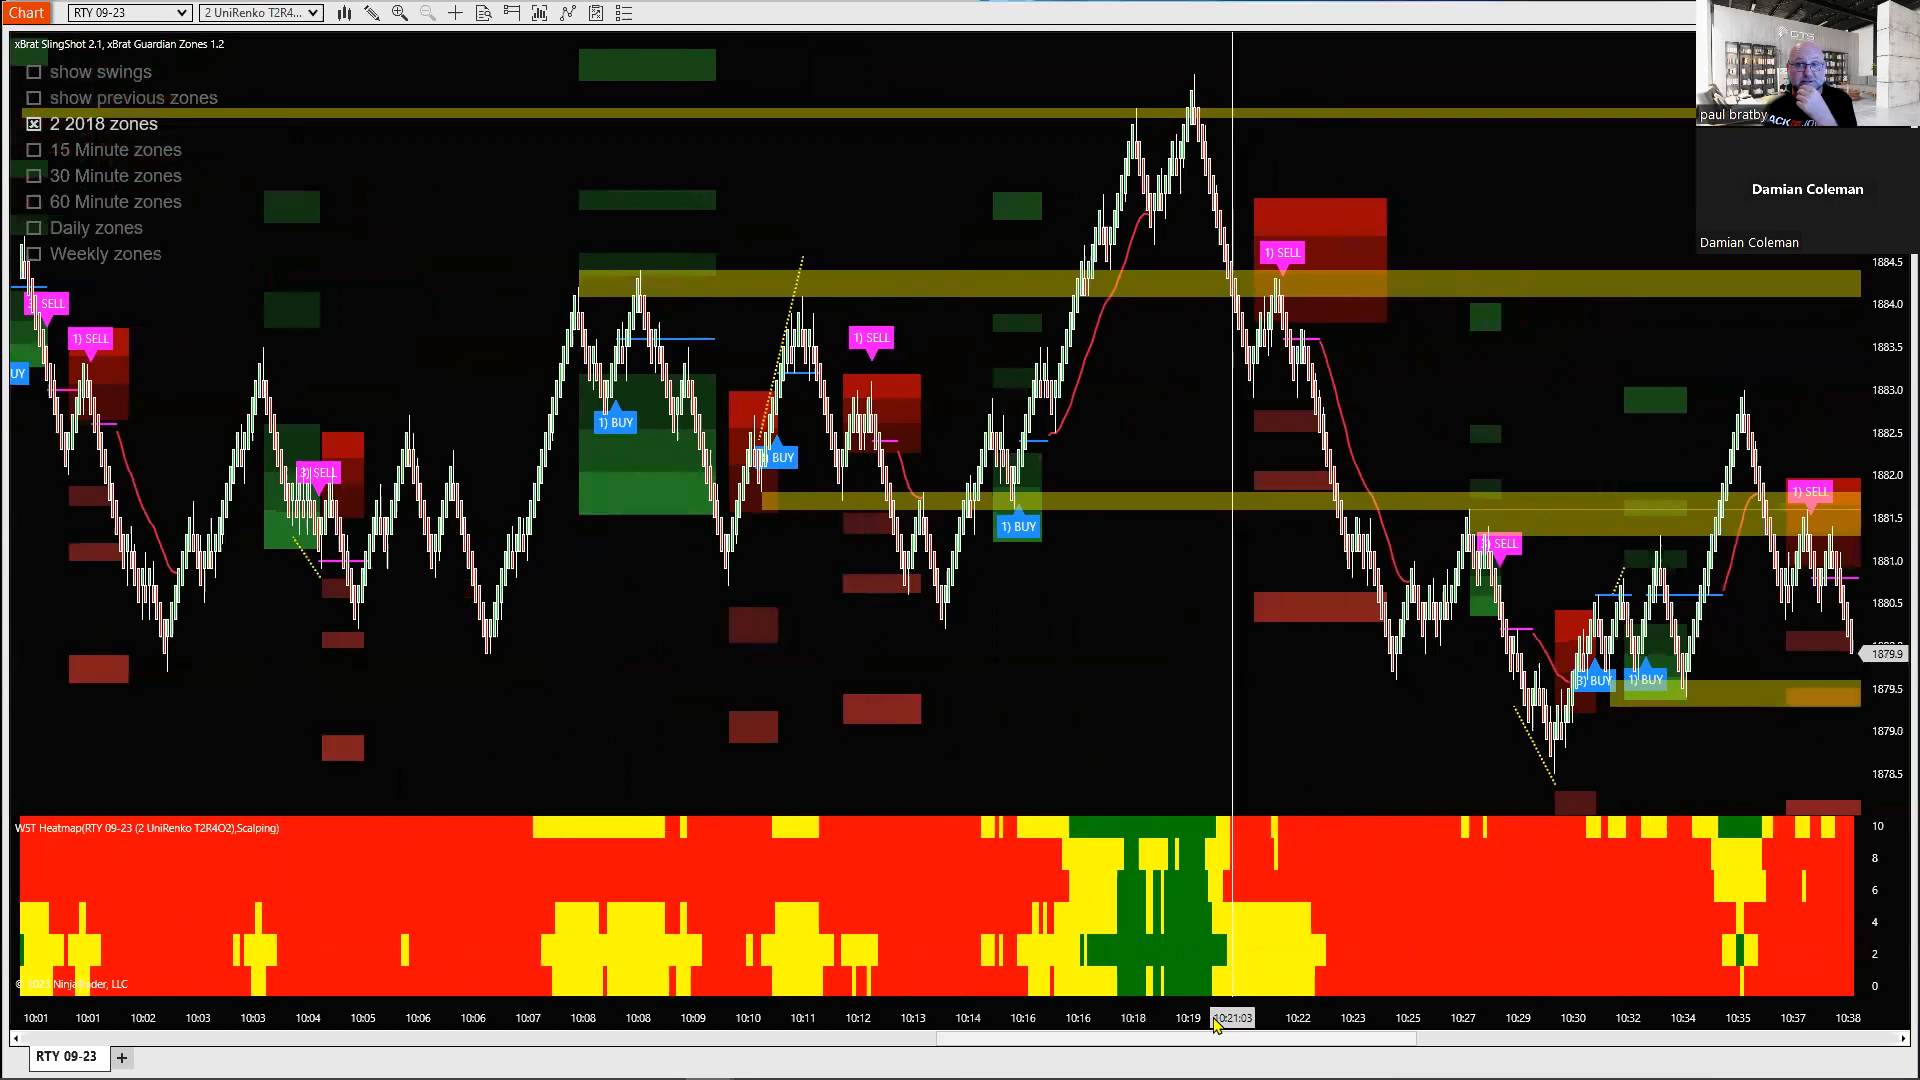 Chart
RTY 09-23
2 UniRenko T2R4...
xBrat SlingShot 2.1, xBrat Guardian Zones 1.2
show swings
show previous zones
2 2018 zones
15 Minute zones
30 Minute zones
60 Minute zones
Daily zones
Weekly zones
GTS
paul bratby
Damian Coleman
Damian Coleman
SELL
1) SELL
UY
3) SELL
1) BUY
BUY
1) SELL
1) BUY
1) SELL
SELL
3) BUY
1) BUY
1) SELL
1884.5
1884.0
1883.5
1883.0
1882.5
1882.0
1881.5
1881.0
1880.5
1879.9
1879.5
1879.0
1878.5
W5T Heatmap(RTY 09-23 (2 UniRenko T2R4O2),Scalping)
10
8
6
4
2
0
© 2023 NinjaTrader, LLC
10:01
10:01
10:02
10:03
10:03
10:04
10:05
10:06
10:06
10:07
10:08
10:08
10:09
10:10
10:11
10:12
10:13
10:14
10:16
10:16
10:18
10:19
10:21:03
10:22
10:23
10:25
10:27
10:29
10:30
10:32
10:34
10:35
10:37
10:38
RTY 09-23